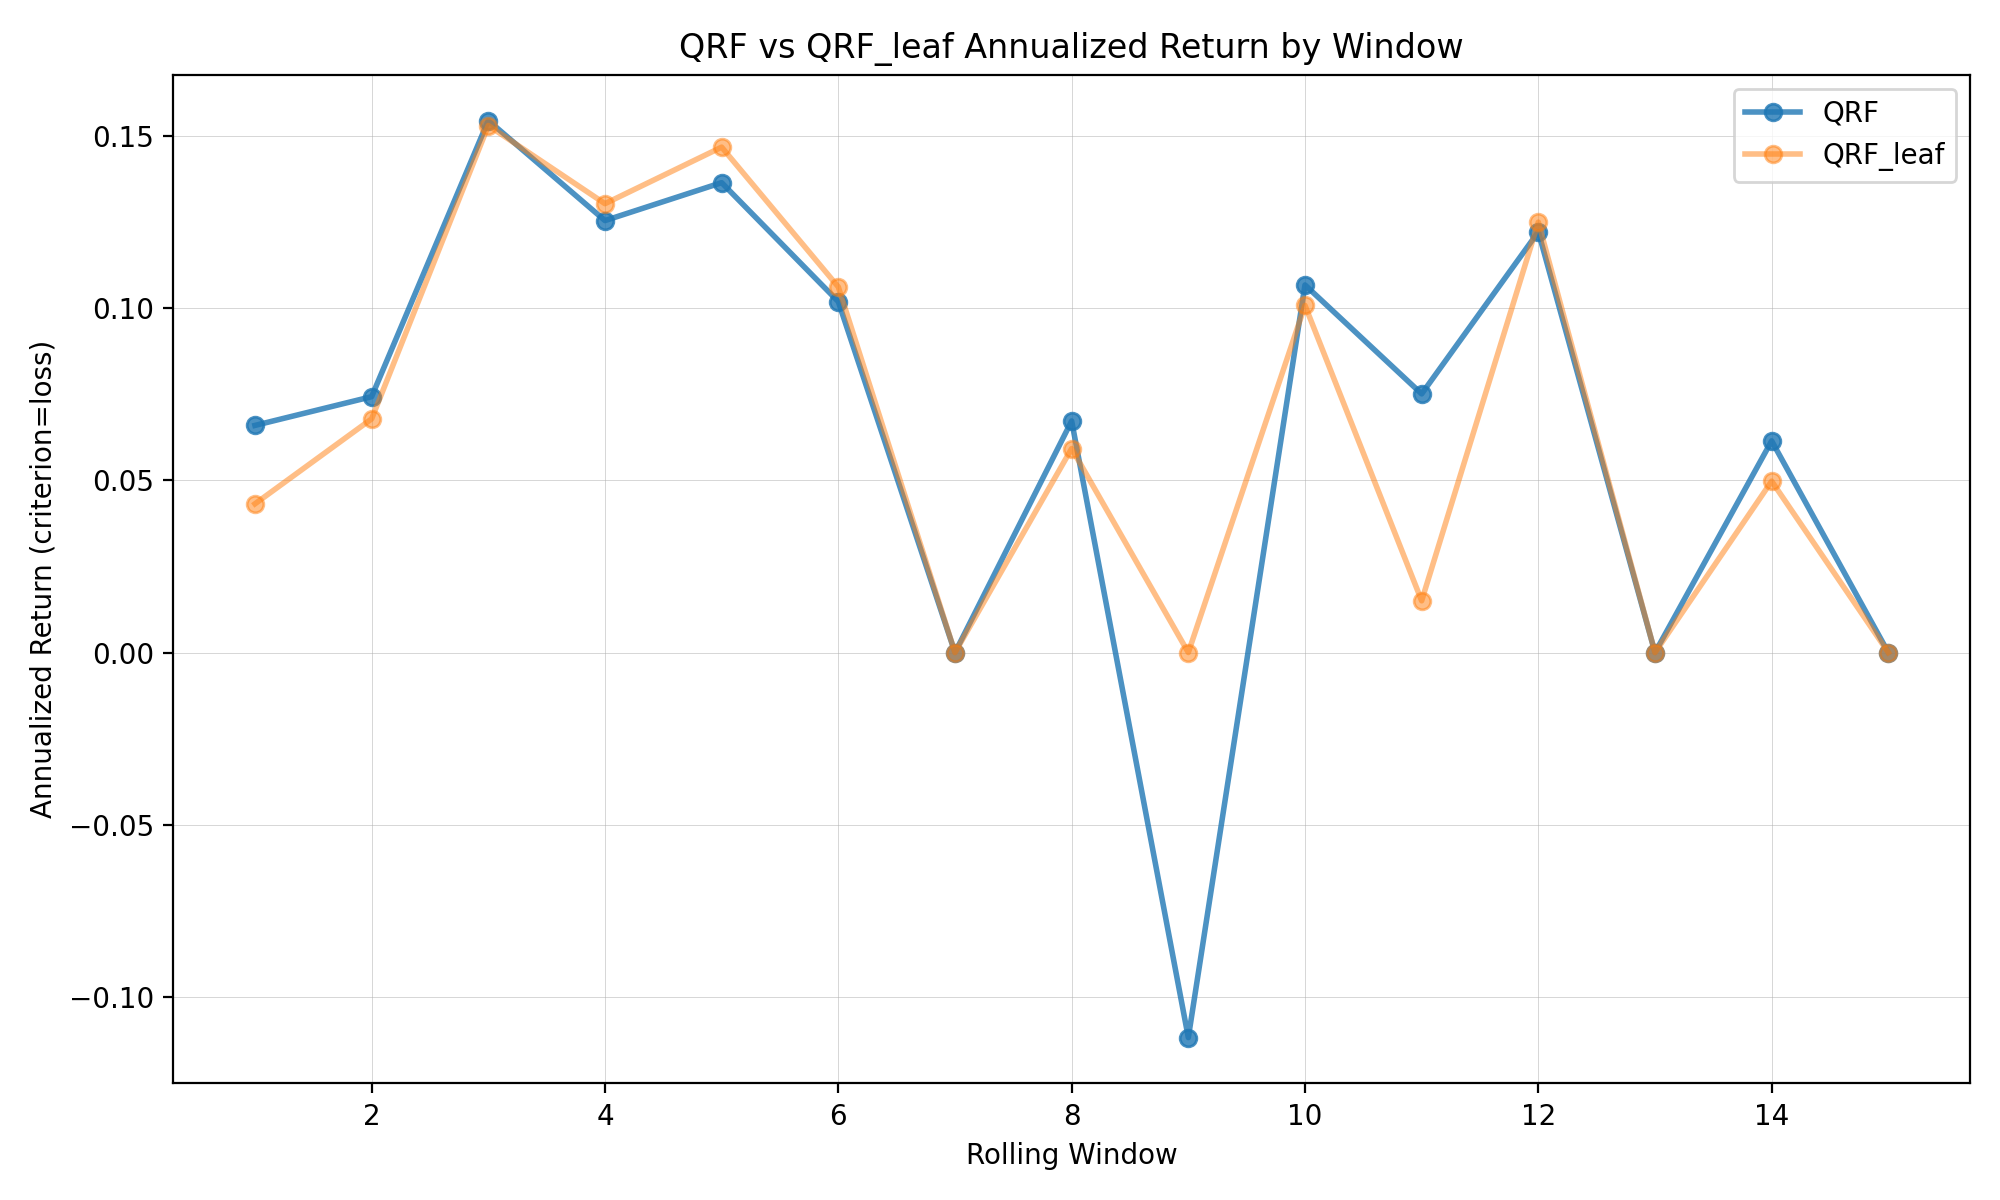 QRF vs QRF_leaf Annualized Return by Window
QRF
QRF_leaf
Annualized Return (criterion=loss)
0.15
0.10
0.05
0.00
−0.05
−0.10
2 4 6 8 10 12 14
Rolling Window